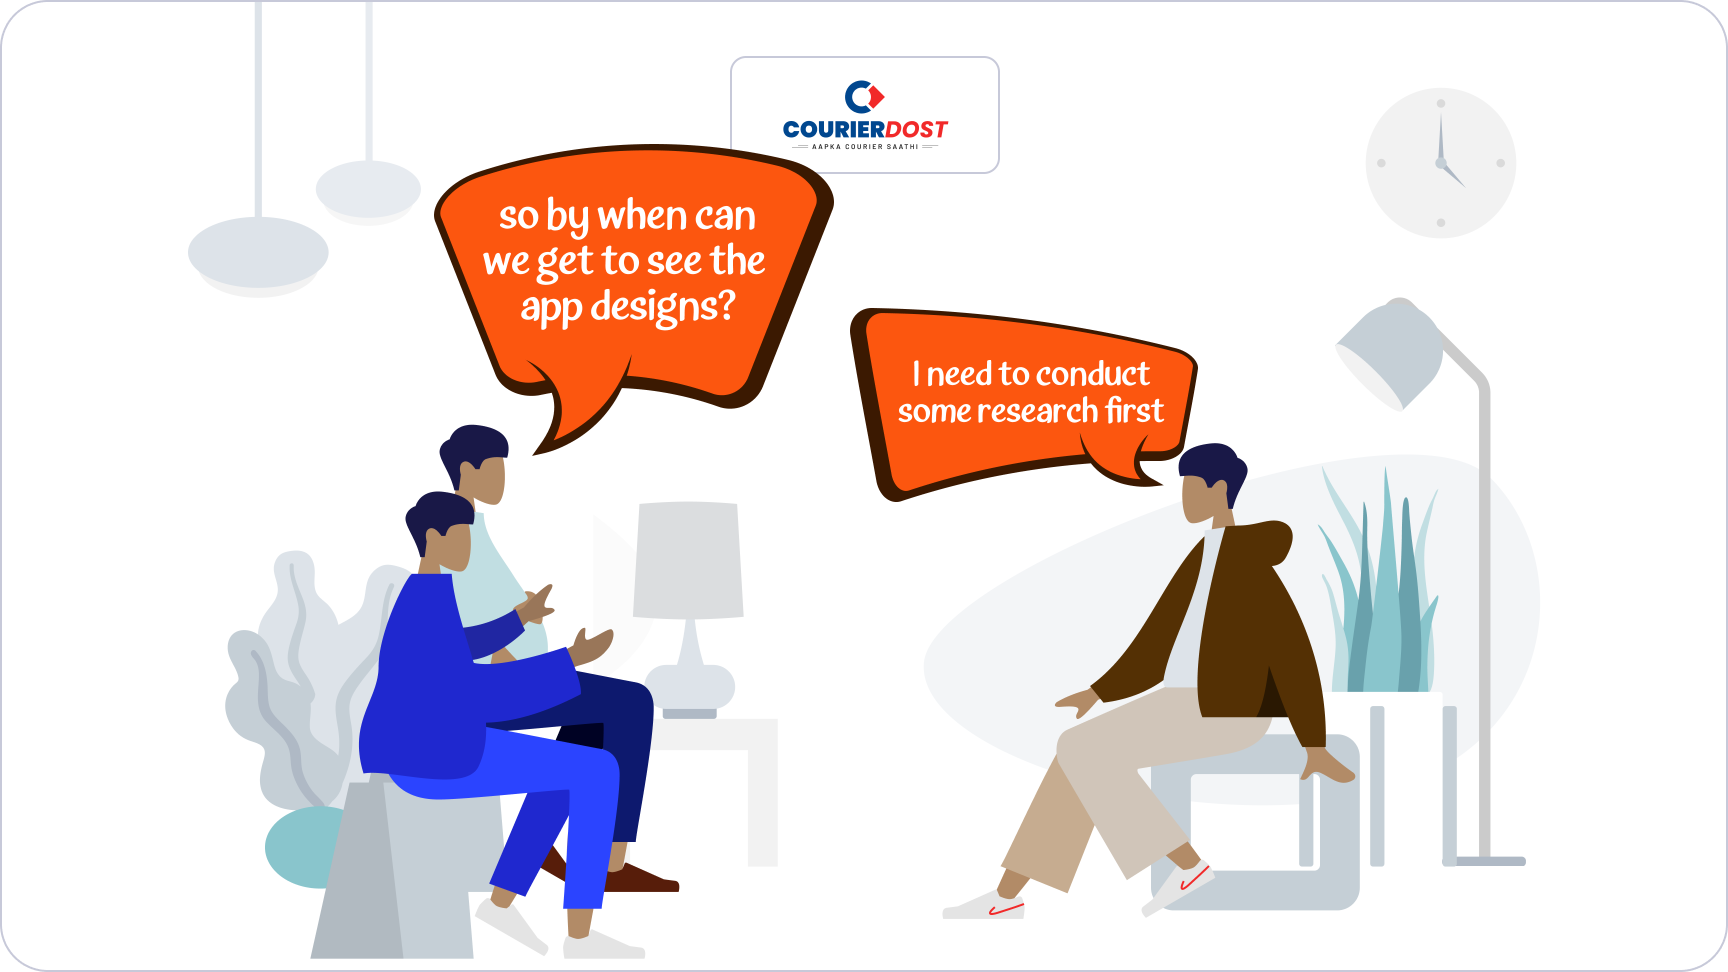 COURIERDOST
AAPKA COURIER SAATHI
so by when can
we get to see the
app designs?
I need to conduct
some research first